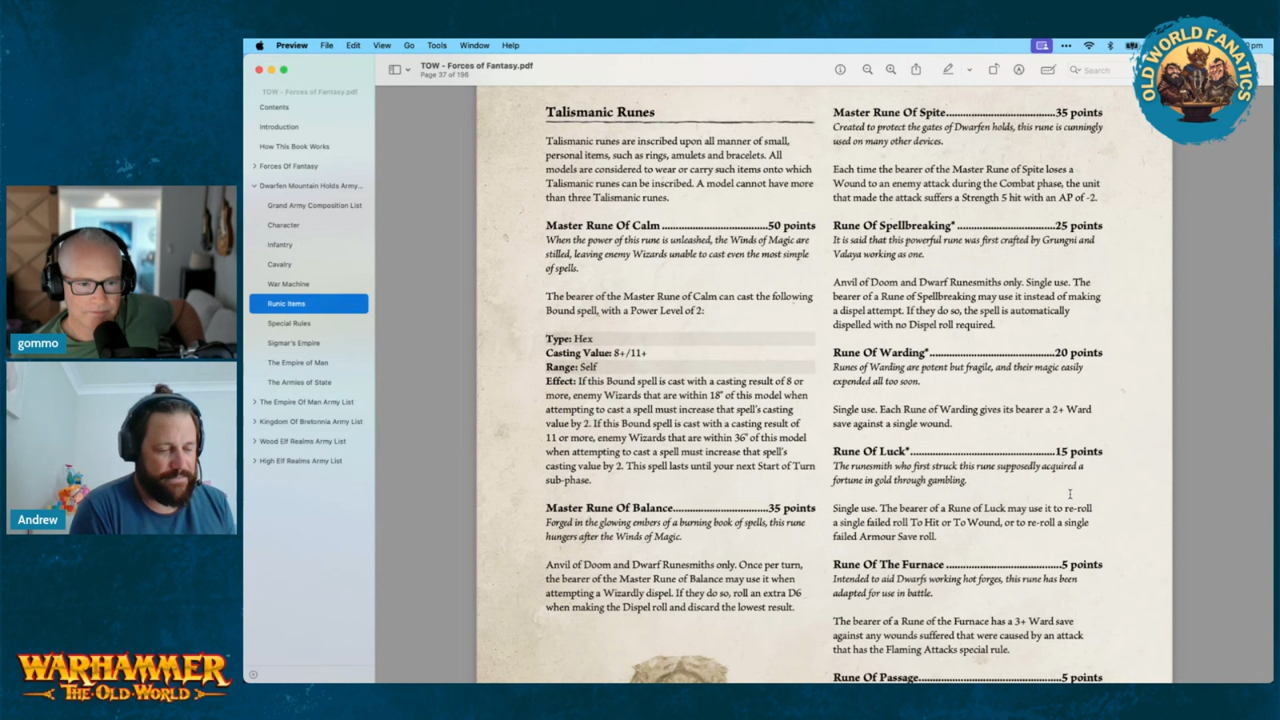 Preview File Edit View Go Tools Window Help
TOW - Forces of Fantasy.pdf
Page 37 of 196
Search
OLD WORLD FANATICS
TOW - Forces of Fantasy.pdf
Contents
Introduction
How This Book Works
Forces Of Fantasy
Dwarfen Mountain Holds Army...
Grand Army Composition List
Character
Infantry
Cavalry
War Machine
Runic Items
Special Rules
Sigmar's Empire
The Empire of Man
The Armies of State
The Empire Of Man Army List
Kingdom Of Bretonnia Army List
Wood Elf Realms Army List
High Elf Realms Army List
gommo
Andrew
WARHAMMER
THE·OLD·WORLD
Talismanic Runes
Talismanic runes are inscribed upon all manner of small,
personal items, such as rings, amulets and bracelets. All
models are considered to wear or carry such items onto which
Talismanic runes can be inscribed. A model cannot have more
than three Talismanic runes.
Master Rune Of Calm ..............................50 points
When the power of this rune is unleashed, the Winds of Magic are
stilled, leaving enemy Wizards unable to cast even the most simple
of spells.
The bearer of the Master Rune of Calm can cast the following
Bound spell, with a Power Level of 2:
Type: Hex
Casting Value: 8+/11+
Range: Self
Effect: If this Bound spell is cast with a casting result of 8 or
more, enemy Wizards that are within 18" of this model when
attempting to cast a spell must increase that spell's casting
value by 2. If this Bound spell is cast with a casting result of
11 or more, enemy Wizards that are within 36" of this model
when attempting to cast a spell must increase that spell's
casting value by 2. This spell lasts until your next Start of Turn
sub-phase.
Master Rune Of Balance...........................35 points
Forged in the glowing embers of a burning book of spells, this rune
hungers after the Winds of Magic.
Anvil of Doom and Dwarf Runesmiths only. Once per turn,
the bearer of the Master Rune of Balance may use it when
attempting a Wizardly dispel. If they do so, roll an extra D6
when making the Dispel roll and discard the lowest result.
Master Rune Of Spite...............................35 points
Created to protect the gates of Dwarfen holds, this rune is cunningly
used on many other devices.
Each time the bearer of the Master Rune of Spite loses a
Wound to an enemy attack during the Combat phase, the unit
that made the attack suffers a Strength 5 hit with an AP of -2.
Rune Of Spellbreaking*............................25 points
It is said that this powerful rune was first crafted by Grungni and
Valaya working as one.
Anvil of Doom and Dwarf Runesmiths only. Single use. The
bearer of a Rune of Spellbreaking may use it instead of making
a dispel attempt. If they do so, the spell is automatically
dispelled with no Dispel roll required.
Rune Of Warding*....................................20 points
Runes of Warding are potent but fragile, and their magic easily
expended all too soon.
Single use. Each Rune of Warding gives its bearer a 2+ Ward
save against a single wound.
Rune Of Luck*..........................................15 points
The runesmith who first struck this rune supposedly acquired a
fortune in gold through gambling.
Single use. The bearer of a Rune of Luck may use it to re-roll
a single failed roll To Hit or To Wound, or to re-roll a single
failed Armour Save roll.
Rune Of The Furnace .................................5 points
Intended to aid Dwarfs working hot forges, this rune has been
adapted for use in battle.
The bearer of a Rune of the Furnace has a 3+ Ward save
against any wounds suffered that were caused by an attack
that has the Flaming Attacks special rule.
Rune Of Passage........................................5 points